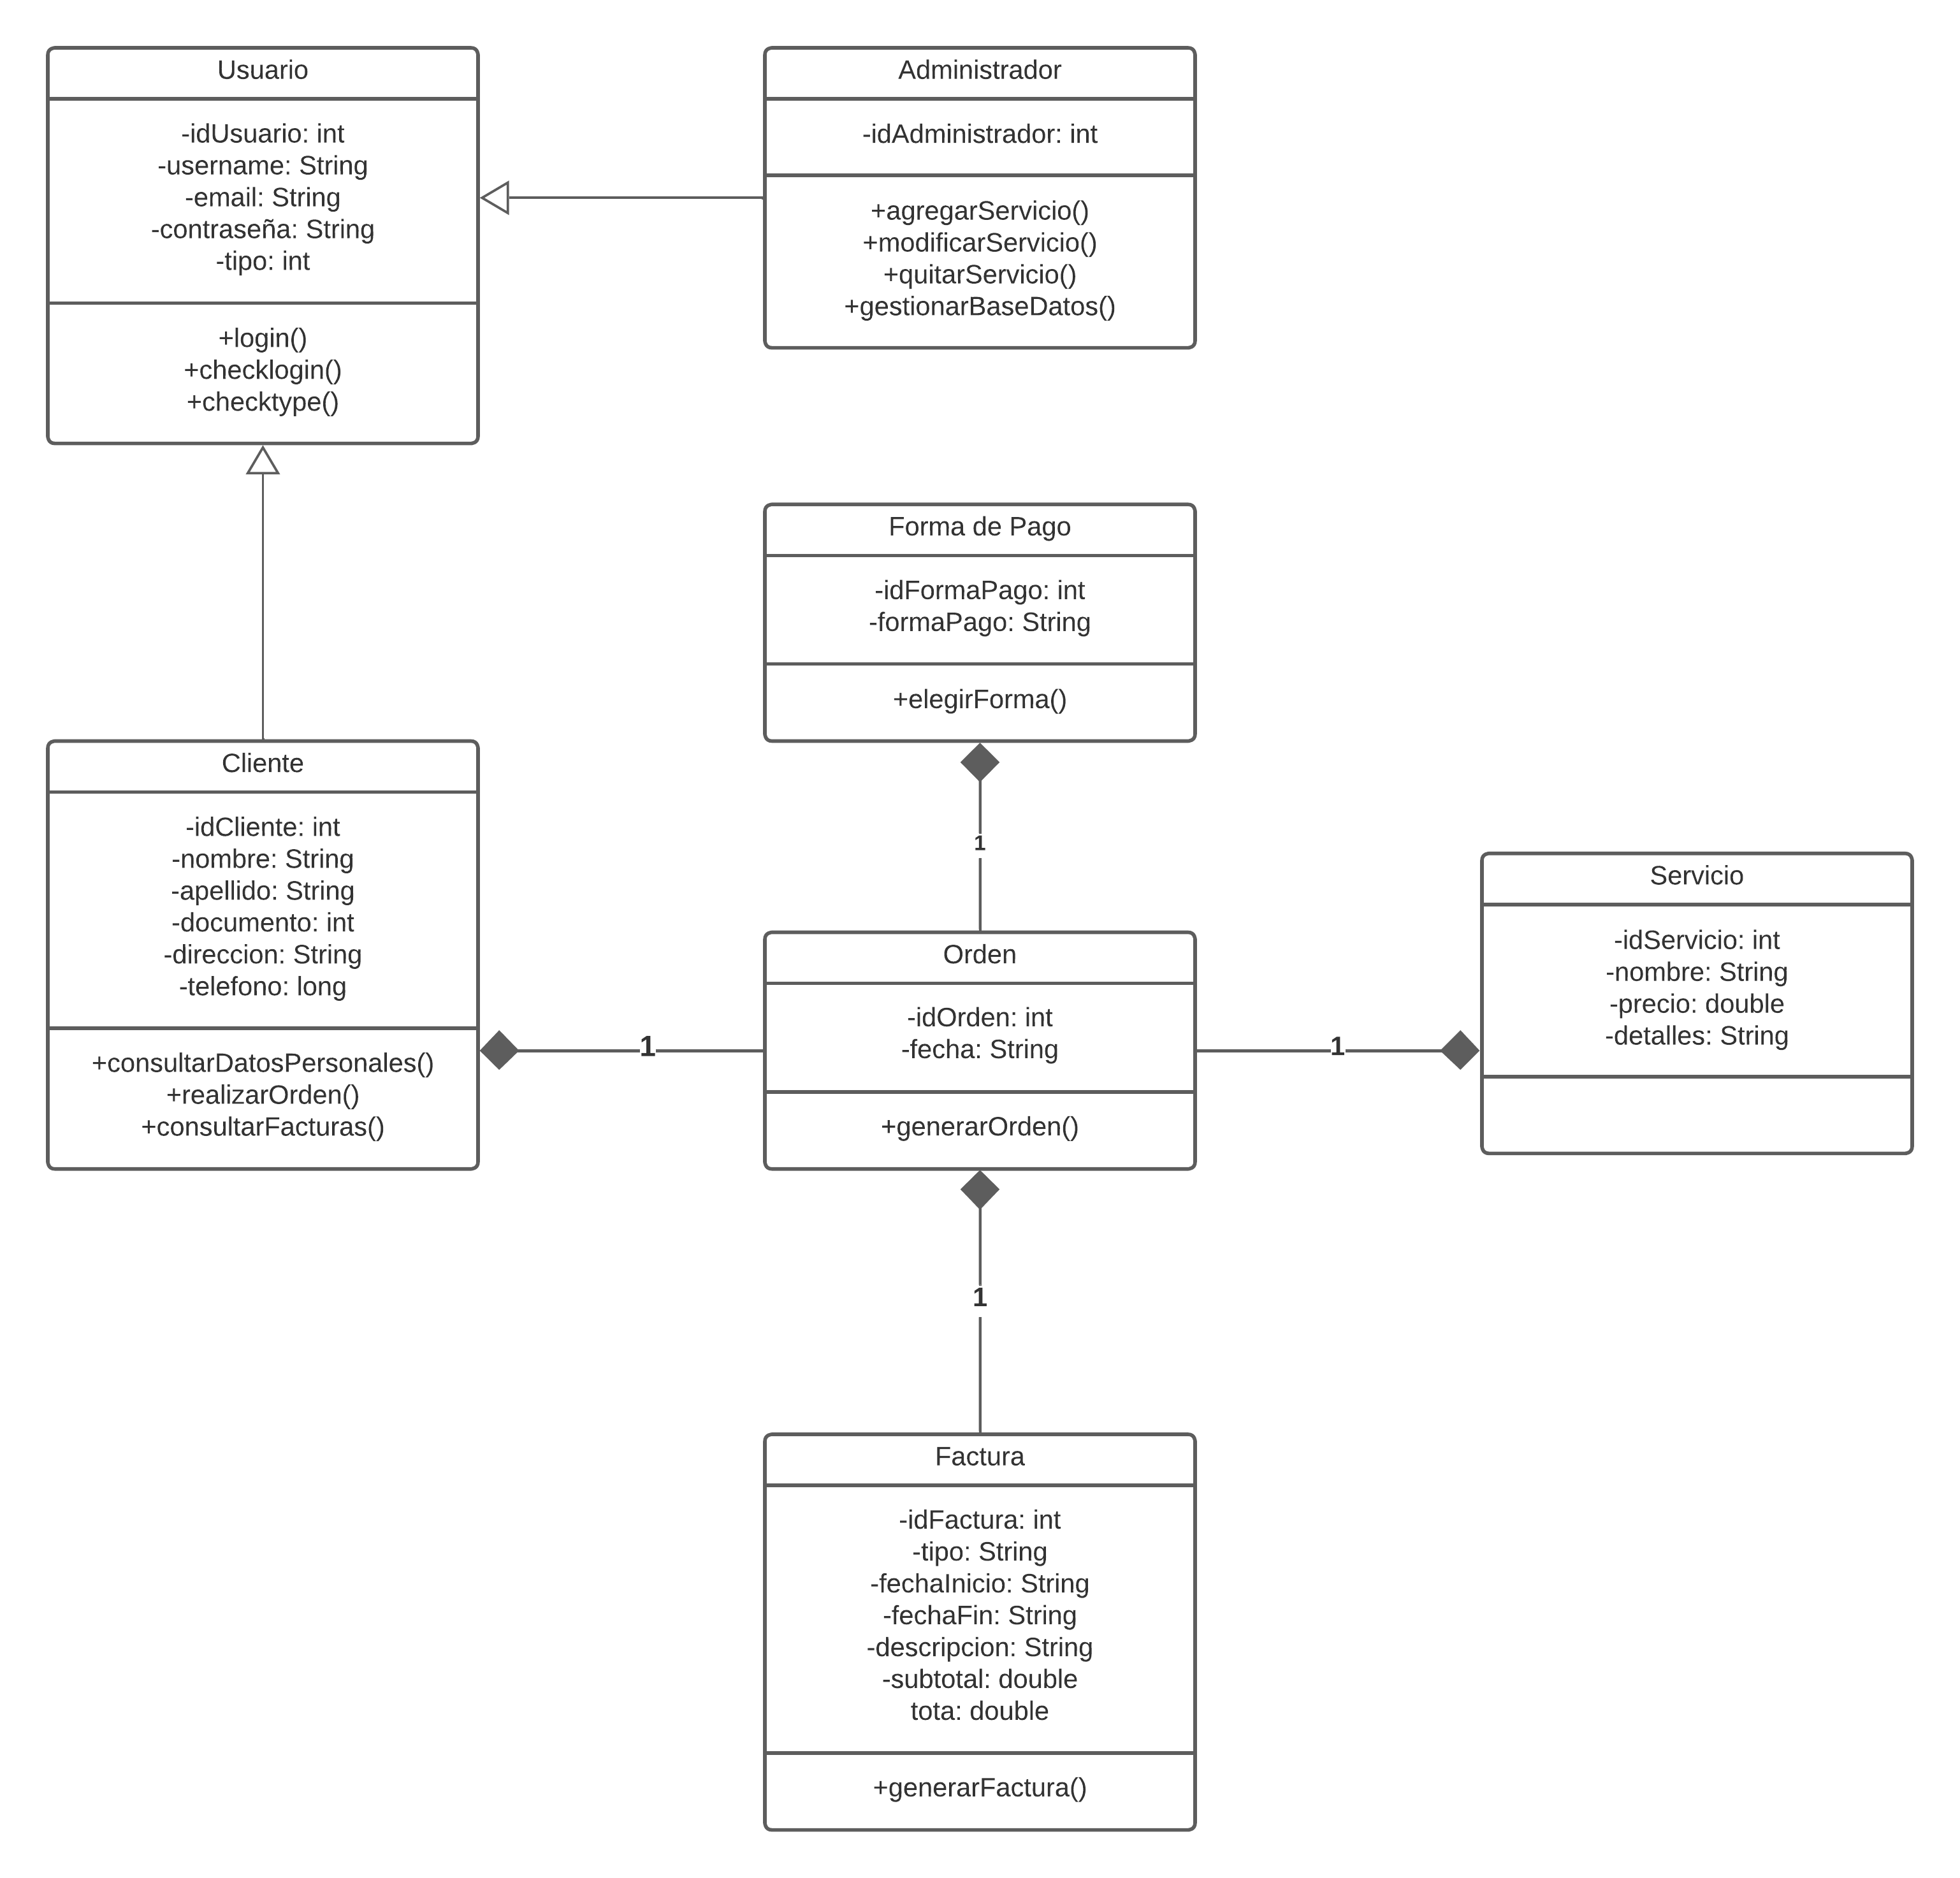 Usuario
-idUsuario: int
-username: String
-email: String
-contraseña: String
-tipo: int
+login()
+checklogin()
+checktype()
Administrador
-idAdministrador: int
+agregarServicio()
+modificarServicio()
+quitarServicio()
+gestionarBaseDatos()
Forma de Pago
-idFormaPago: int
-formaPago: String
+elegirForma()
1
Cliente
-idCliente: int
-nombre: String
-apellido: String
-documento: int
-direccion: String
-telefono: long
+consultarDatosPersonales()
+realizarOrden()
+consultarFacturas()
1
Orden
-idOrden: int
-fecha: String
+generarOrden()
1
Servicio
-idServicio: int
-nombre: String
-precio: double
-detalles: String
1
Factura
-idFactura: int
-tipo: String
-fechaInicio: String
-fechaFin: String
-descripcion: String
-subtotal: double
tota: double
+generarFactura()